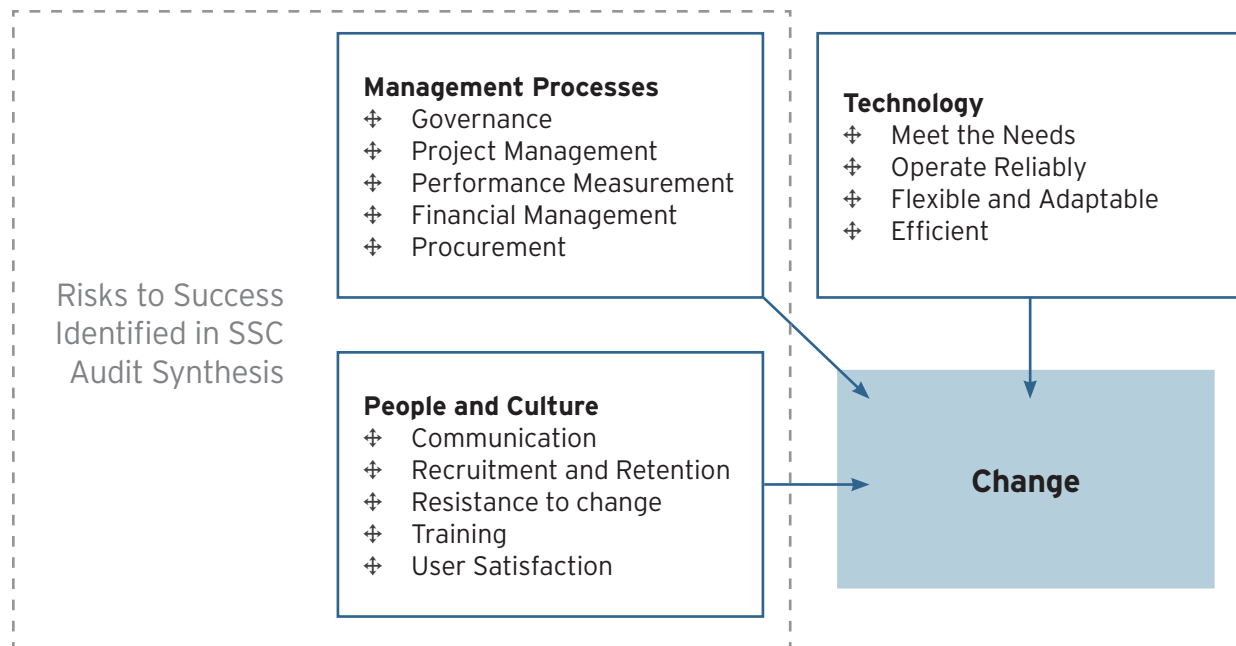 Risks to Success
Identified in SSC
Audit Synthesis
Management Processes
Governance
Project Management
Performance Measurement
Financial Management
Procurement
People and Culture
Communication
Recruitment and Retention
Resistance to change
Training
User Satisfaction
Technology
Meet the Needs
Operate Reliably
Flexible and Adaptable
Efficient
Change